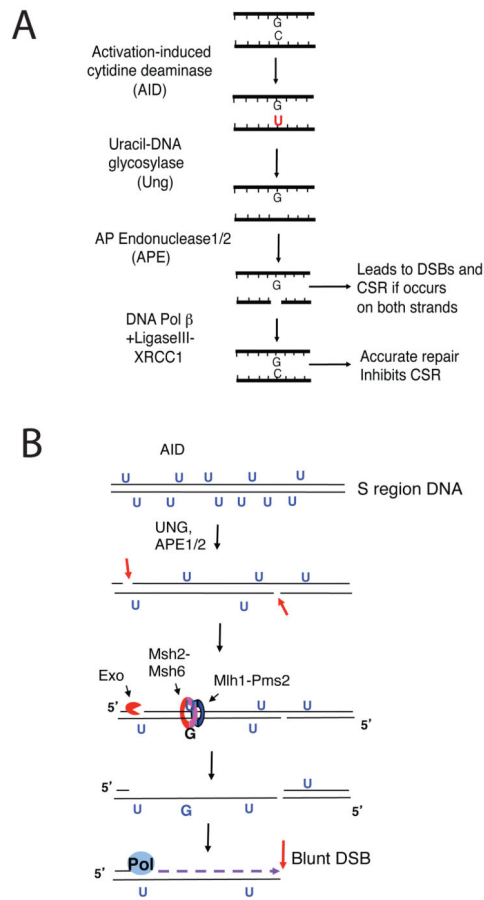 A
G
C
Activation-induced
cytidine deaminase
(AID)
G
U
Uracil-DNA
glycosylase
(Ung)
G
AP Endonuclease1/2
(APE)
G
Leads to DSBs and
CSR if occurs
on both strands
DNA Pol β
+LigaseIII-
XRCC1
G
C
Accurate repair
Inhibits CSR
B
AID
U U U U U
S region DNA
U U U U U U
UNG,
APE1/2
U U U
U U
Msh2-
Msh6
Exo
Mlh1-Pms2
5’ U U U
U G U 5’
U
5’
U G U 5’
Pol
Blunt DSB
5’
U U